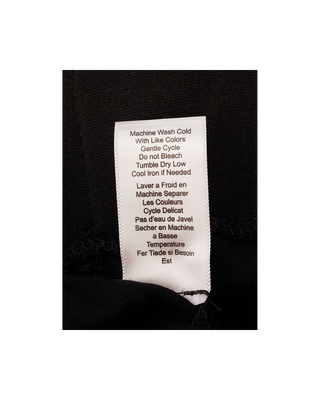 Machine Wash Cold
With Like Colors
Gentle Cycle
Do not Bleach
Tumble Dry Low
Cool Iron if Needed
Laver a Froid en
Machine Separer
Les Couleurs
Cycle Delicat
Pas d'eau de Javel
Secher en Machine
a Basse
Temperature
Fer Tiede si Besoin
Est